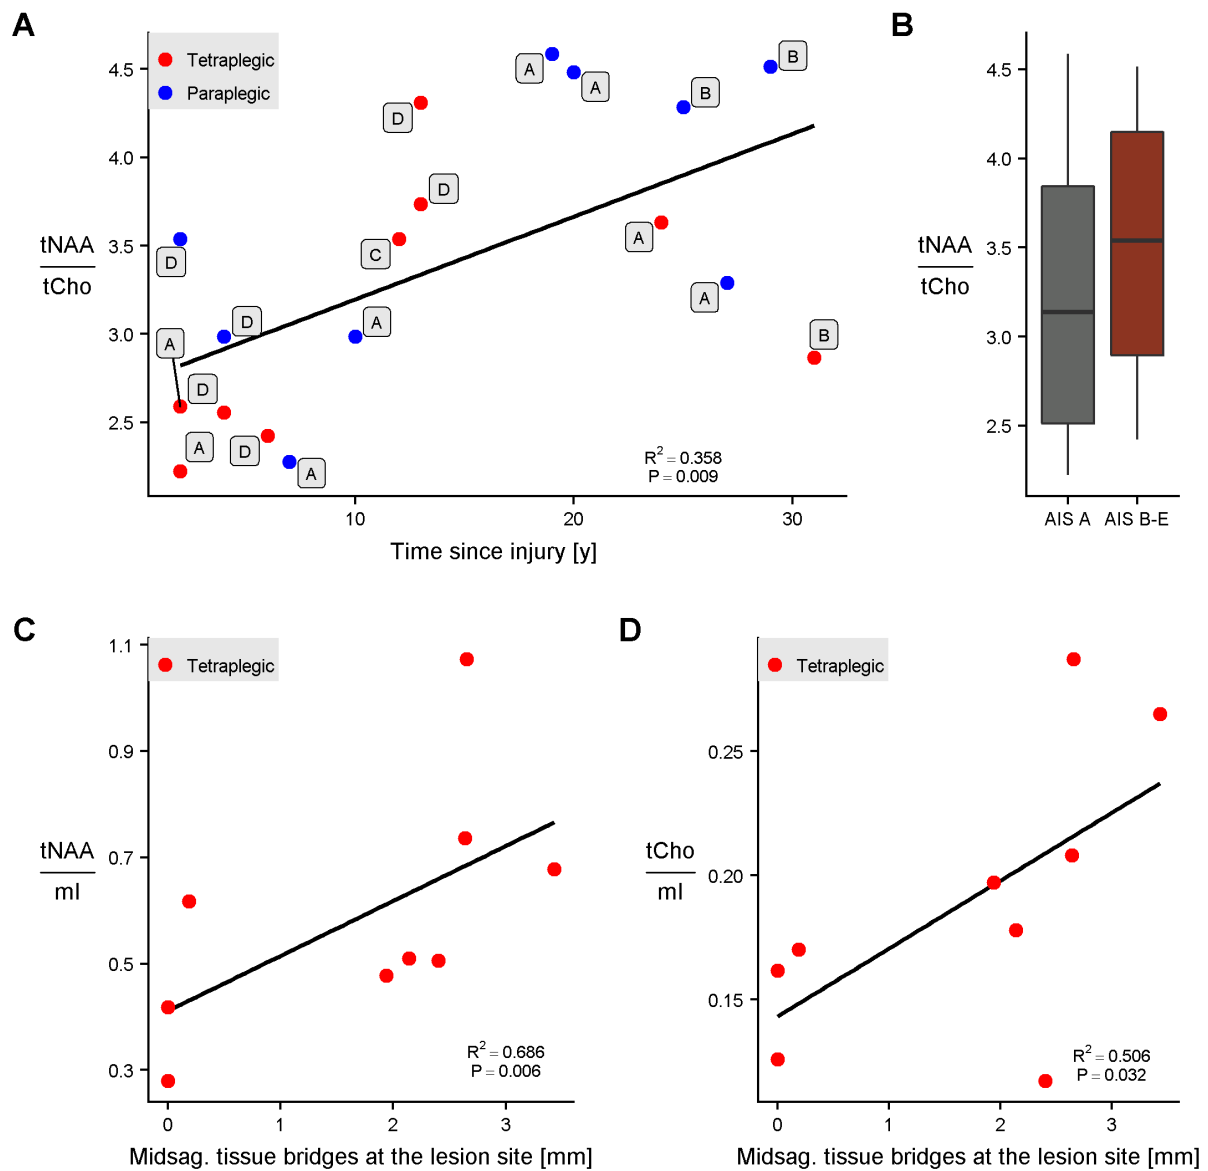 A
Tetraplegic
Paraplegic
4.5
4.0
3.5
3.0
2.5
tNAA
tCho
A
A
B
B
D
D
C
D
A
A
D
A
B
A
D
A
D
A
R2 = 0.358
P = 0.009
10
20
30
Time since injury [y]
B
4.5
4.0
3.5
3.0
2.5
tNAA
tCho
AIS A
AIS B-E
C
Tetraplegic
1.1
0.9
0.7
0.5
0.3
tNAA
mI
R2 = 0.686
P = 0.006
0
1
2
3
Midsag. tissue bridges at the lesion site [mm]
D
Tetraplegic
0.25
0.20
0.15
tCho
mI
R2 = 0.506
P = 0.032
0
1
2
3
Midsag. tissue bridges at the lesion site [mm]